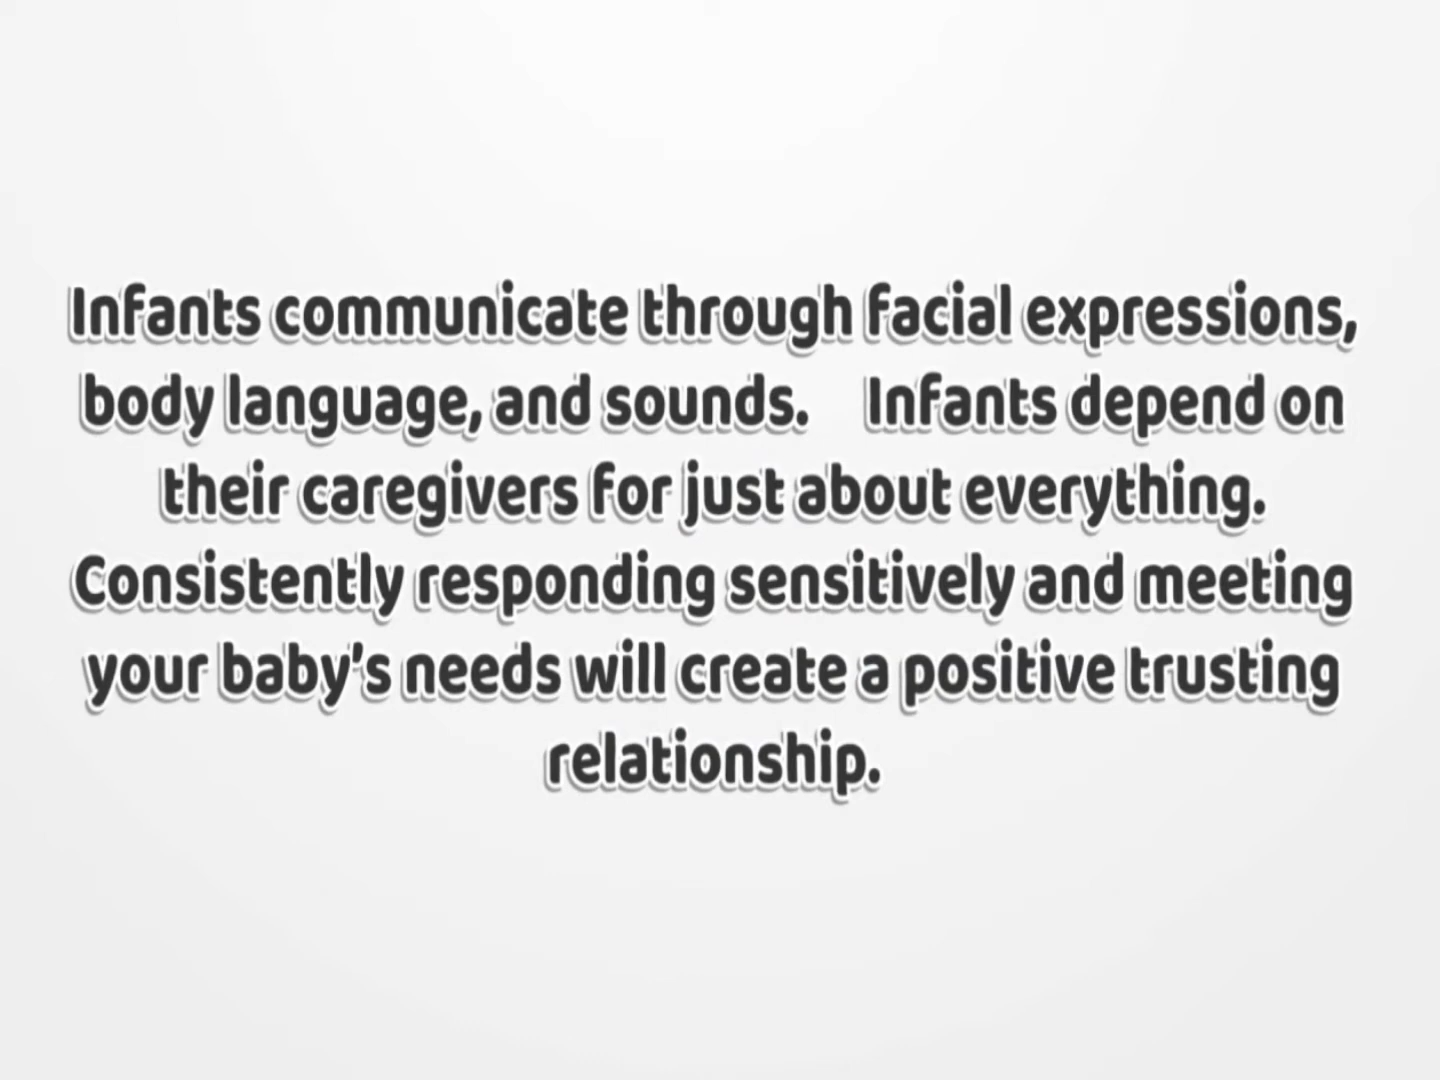 Infants communicate through facial expressions,
body language, and sounds.    Infants depend on
their caregivers for just about everything.
Consistently responding sensitively and meeting
your baby's needs will create a positive trusting
relationship.